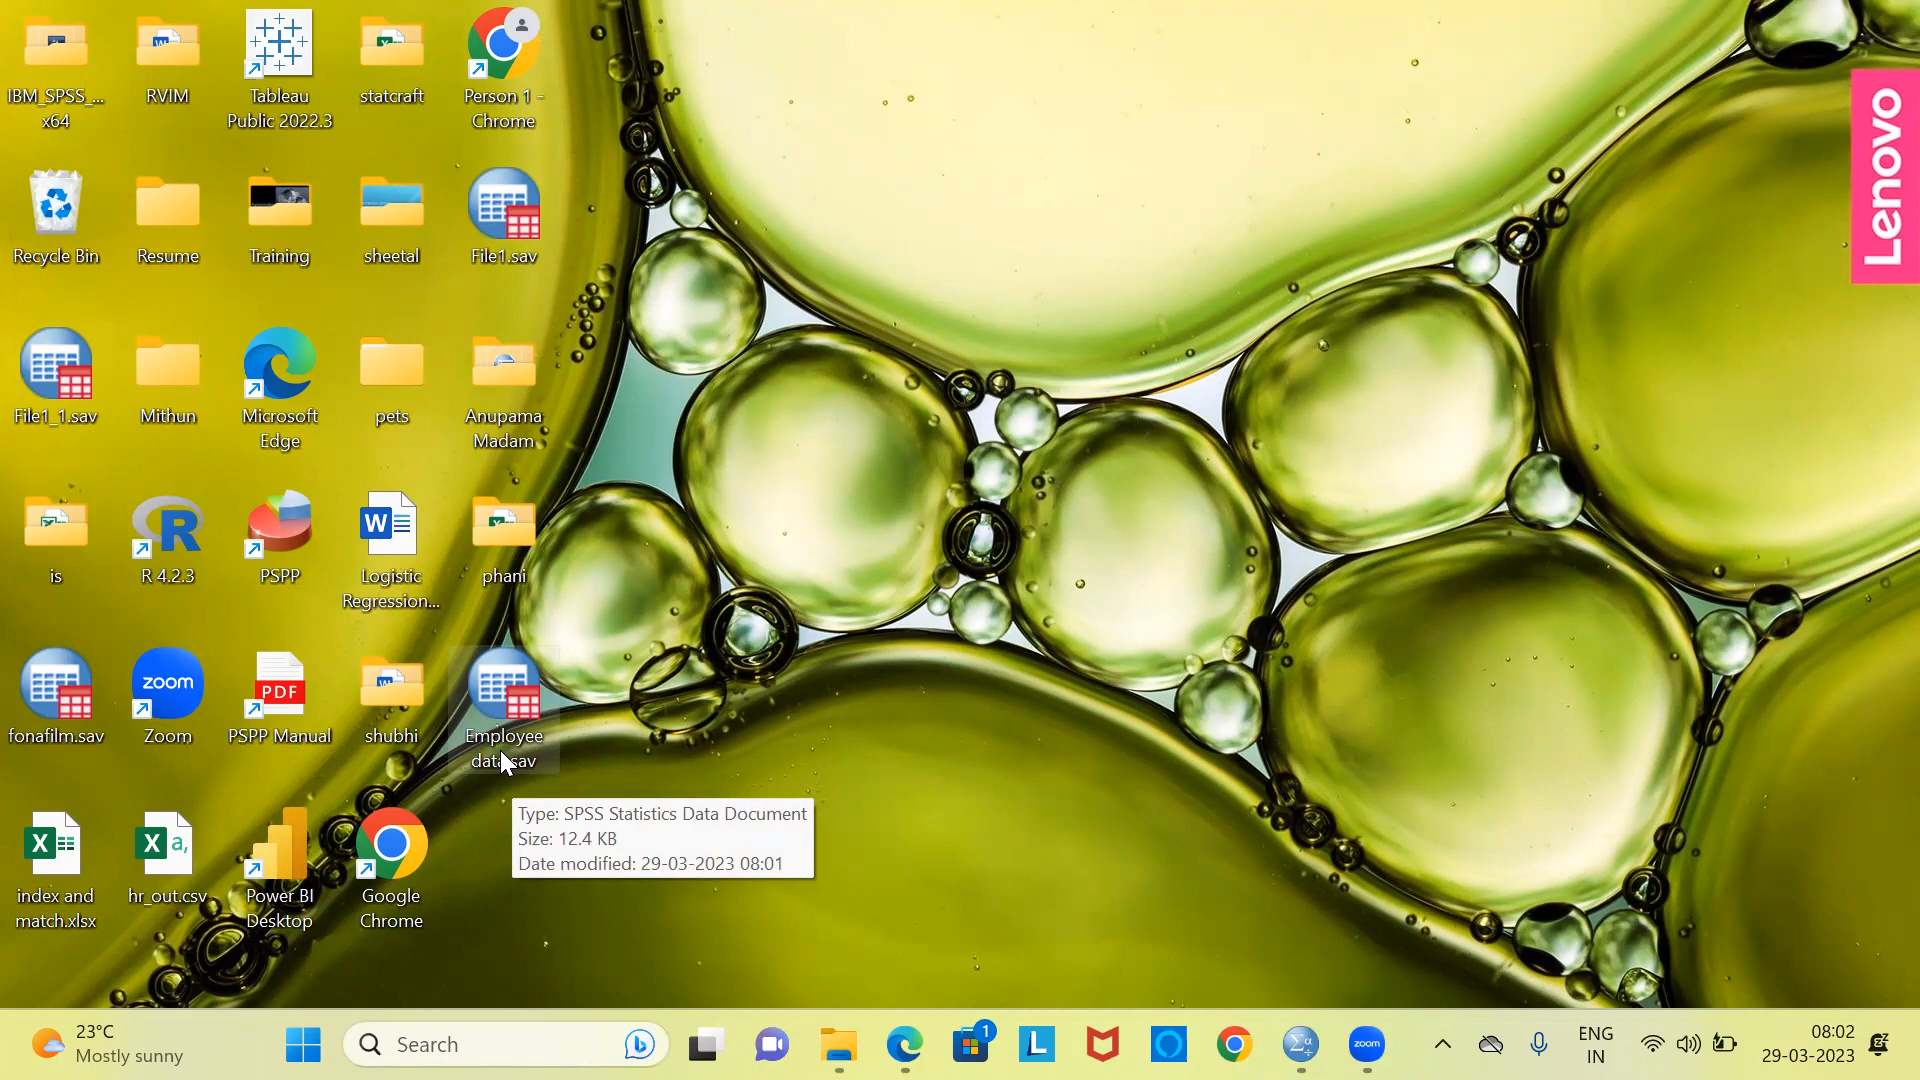 IBM_SPSS_...
x64
RVIM
Tableau
Public 2022.3
statcraft
Person 1 -
Chrome
Lenovo
Recycle Bin
Resume
Training
sheetal
File1.sav
File1_1.sav
Mithun
Microsoft
Edge
pets
Anupama
Madam
is
R 4.2.3
PSPP
Logistic
Regression...
phani
fonafilm.sav
zoom
Zoom
PDF
PSPP Manual
shubhi
Employee
data.sav
Type: SPSS Statistics Data Document
Size: 12.4 KB
Date modified: 29-03-2023 08:01
index and
match.xlsx
hr_out.csv
Power BI
Desktop
Google
Chrome
23°C
Mostly sunny
Search
1
zoom
ENG
IN
08:02
29-03-2023